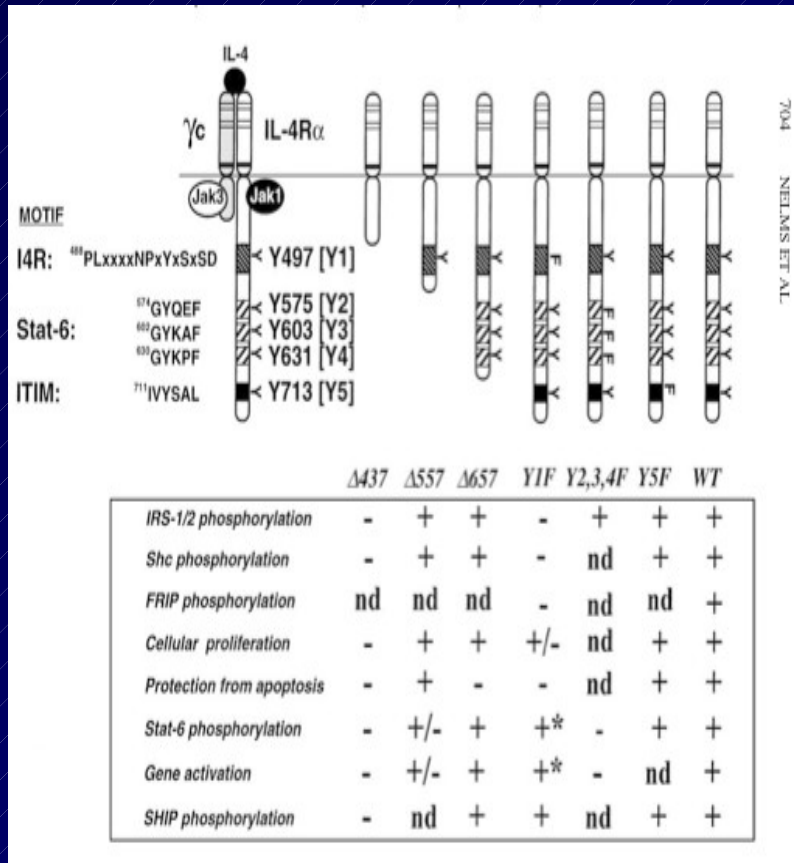 IL-4
γc IL-4Rα
Jak3 Jak1
MOTIF
I4R: 488PLxxxxNPxYxSxSD Y497 [Y1] Y Y F Y Y Y
574GYQEF Y575 [Y2] Y Y F Y Y
Stat-6: 602GYKAF Y603 [Y3] Y Y F Y Y
630GYKPF Y631 [Y4] Y Y F Y Y
ITIM: 711IVYSAL Y713 [Y5] Y Y F Y
704 NELMS ET AL
Δ437 Δ557 Δ657 Y1F Y2,3,4F Y5F WT
IRS-1/2 phosphorylation - + + - + + +
Shc phosphorylation - + + - nd + +
FRIP phosphorylation nd nd nd - nd nd +
Cellular proliferation - + + +/- nd + +
Protection from apoptosis - + - - nd + +
Stat-6 phosphorylation - +/- + +* - + +
Gene activation - +/- + +* - nd +
SHIP phosphorylation - nd + + nd + +